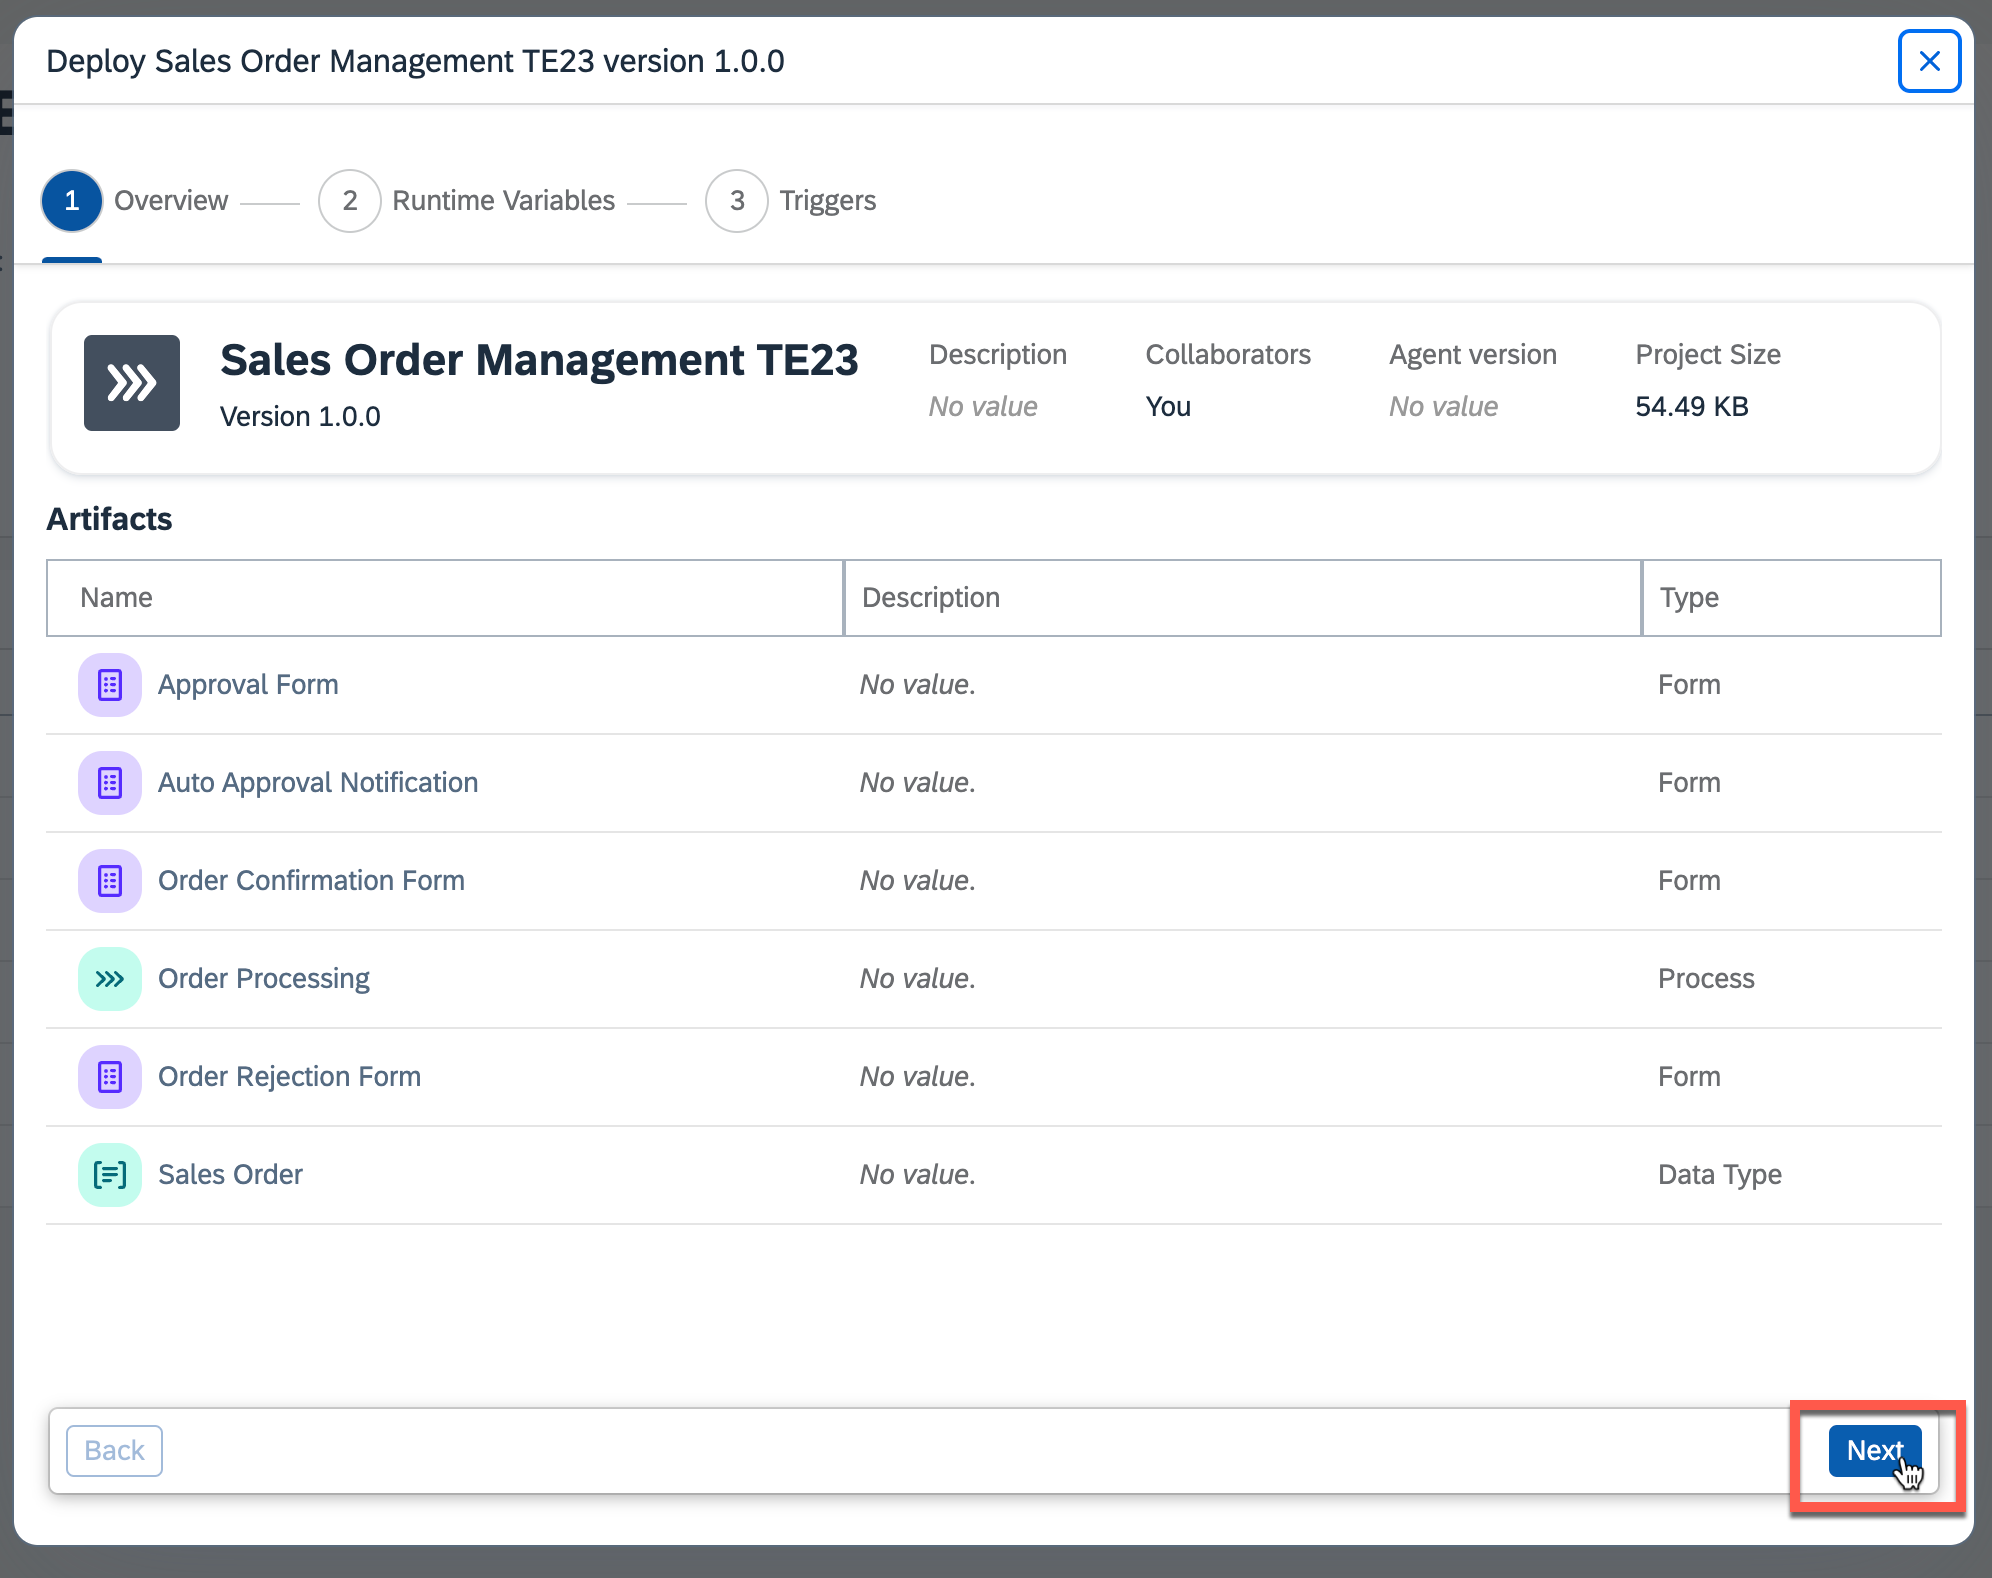 Deploy Sales Order Management TE23 version 1.0.0
1 Overview 2 Runtime Variables 3 Triggers
Sales Order Management TE23
Version 1.0.0
Description Collaborators Agent version Project Size
No value You No value 54.49 KB
Artifacts
Name Description Type
Approval Form No value. Form
Auto Approval Notification No value. Form
Order Confirmation Form No value. Form
Order Processing No value. Process
Order Rejection Form No value. Form
Sales Order No value. Data Type
Back Next